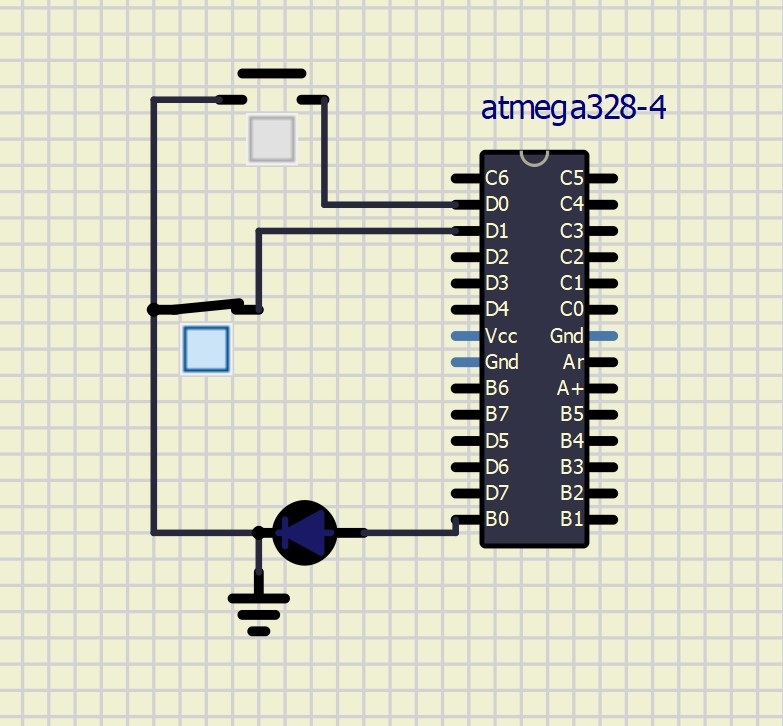 atmega328-4
C6 C5
D0 C4
D1 C3
D2 C2
D3 C1
D4 C0
Vcc Gnd
Gnd Ar
B6 A+
B7 B5
D5 B4
D6 B3
D7 B2
B0 B1